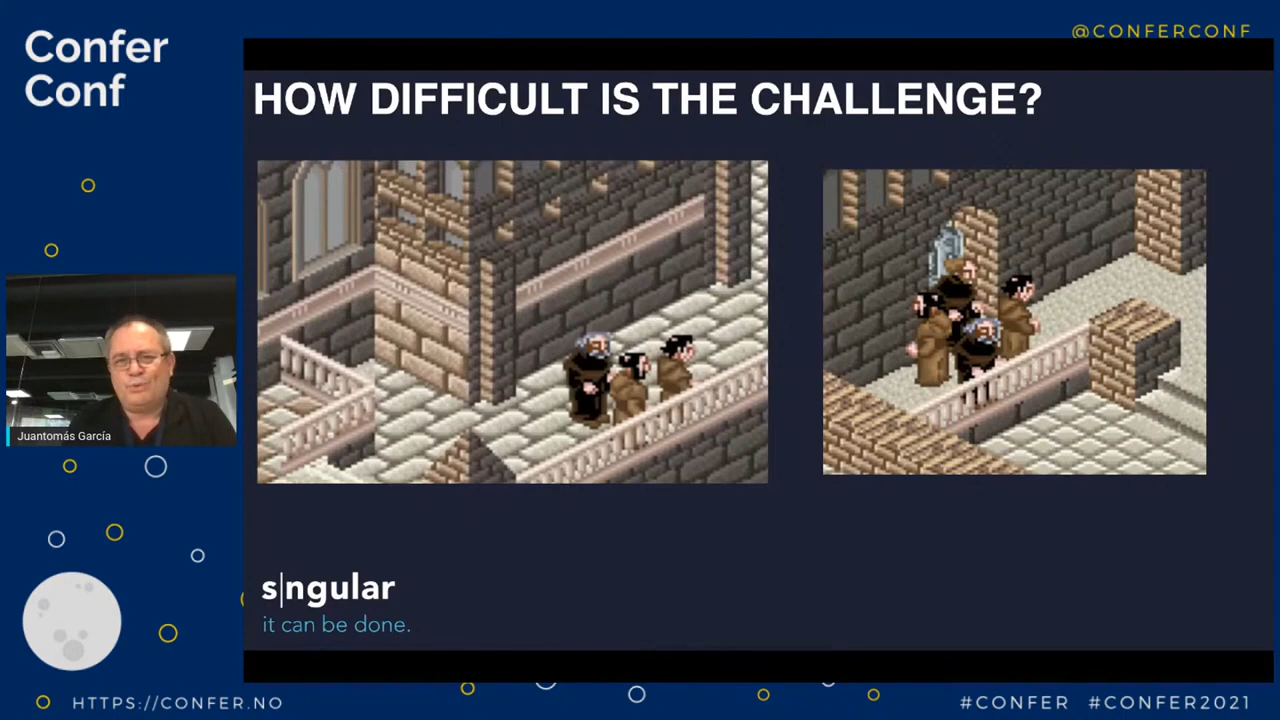 Confer
Conf
@CONFERCONF
HOW DIFFICULT IS THE CHALLENGE?
Juantomás García
s|ngular
it can be done.
HTTPS://CONFER.NO
#CONFER #CONFER2021